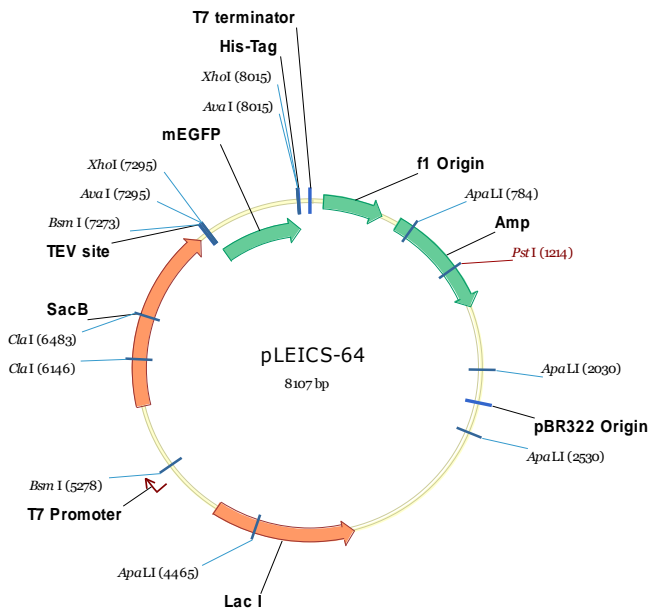 T7 terminator
His-Tag
XhoI (8015)
AvaI (8015)
mEGFP
f1 Origin
XhoI (7295)
ApaLI (784)
AvaI (7295)
Amp
BsmI (7273)
TEV site
PstI (1214)
SacB
ClaI (6483)
pLEICS-64
ClaI (6146)
8107 bp
ApaLI (2030)
pBR322 Origin
ApaLI (2530)
BsmI (5278)
T7 Promoter
ApaLI (4465)
Lac I